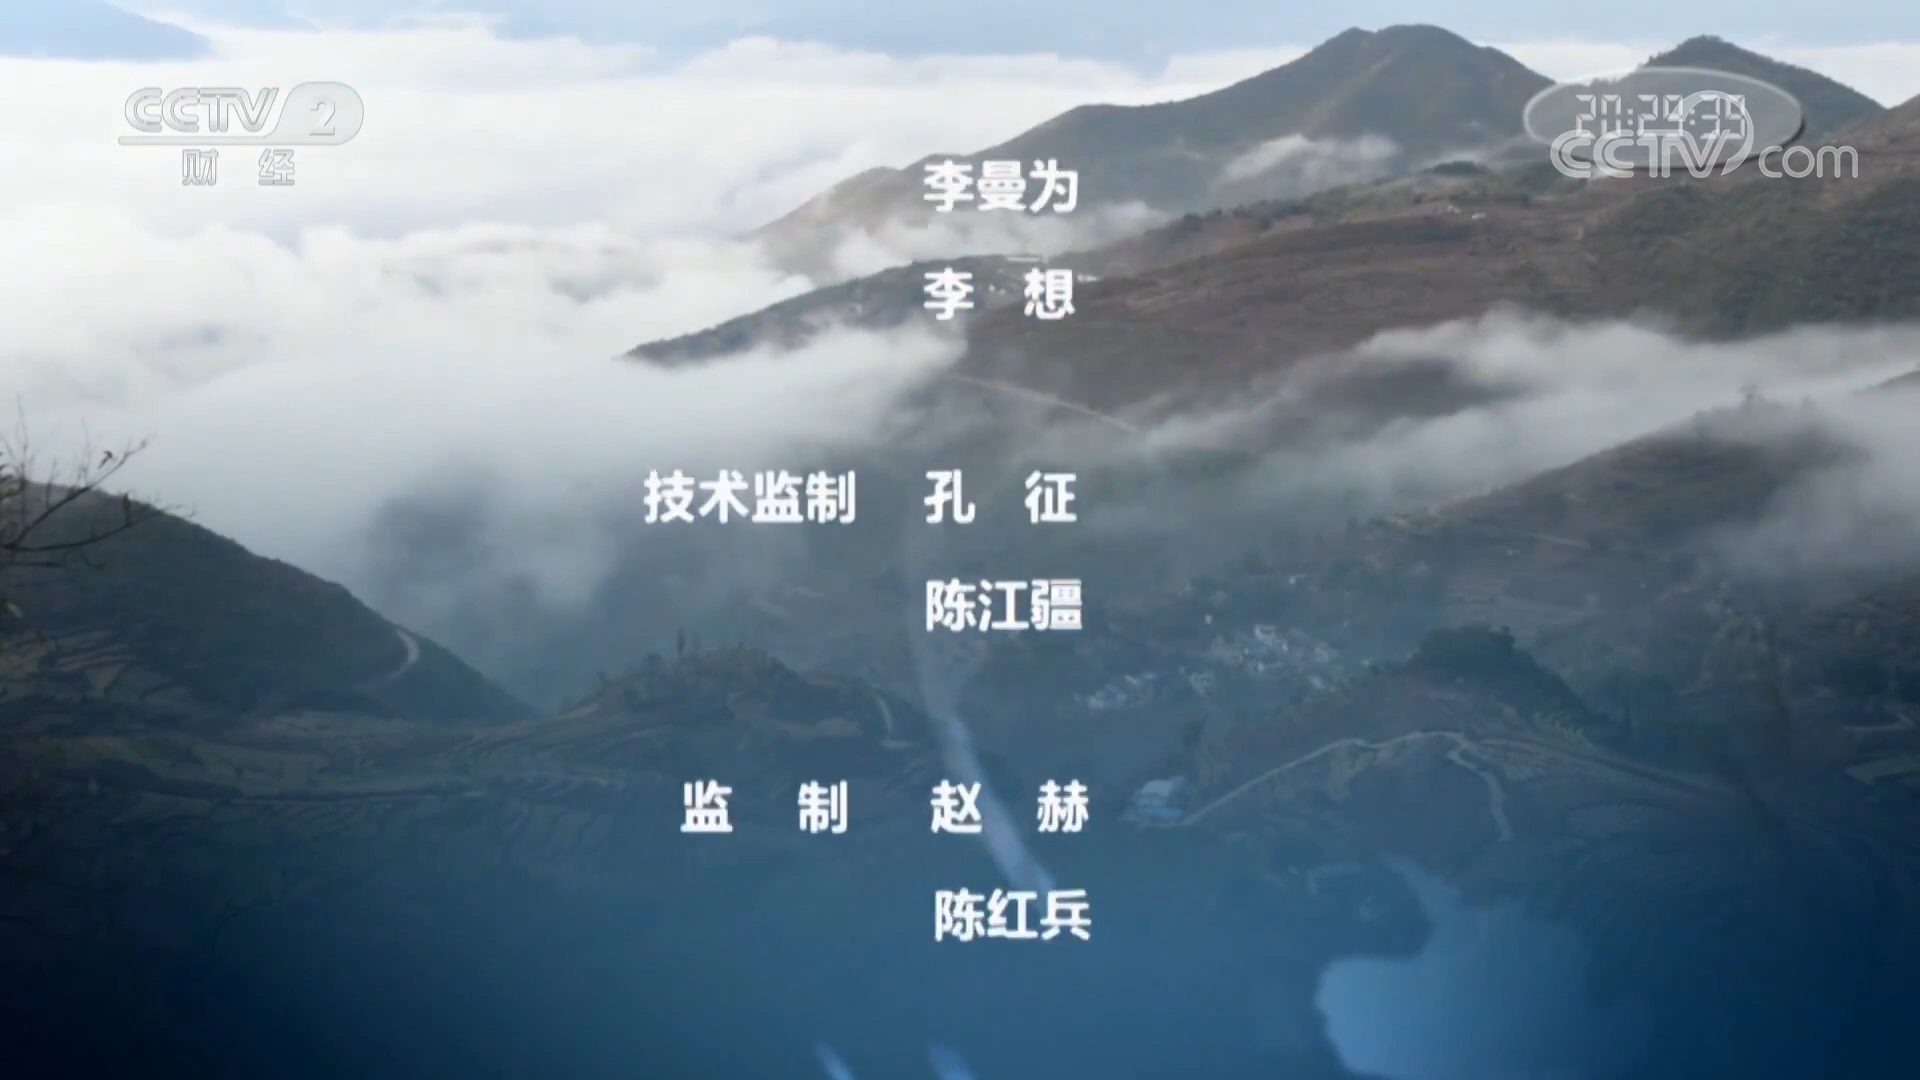 CCTV 2
财 经
CCTV com
李曼为
李 想
技术监制 孔 征
陈江疆
监 制 赵 赫
陈红兵